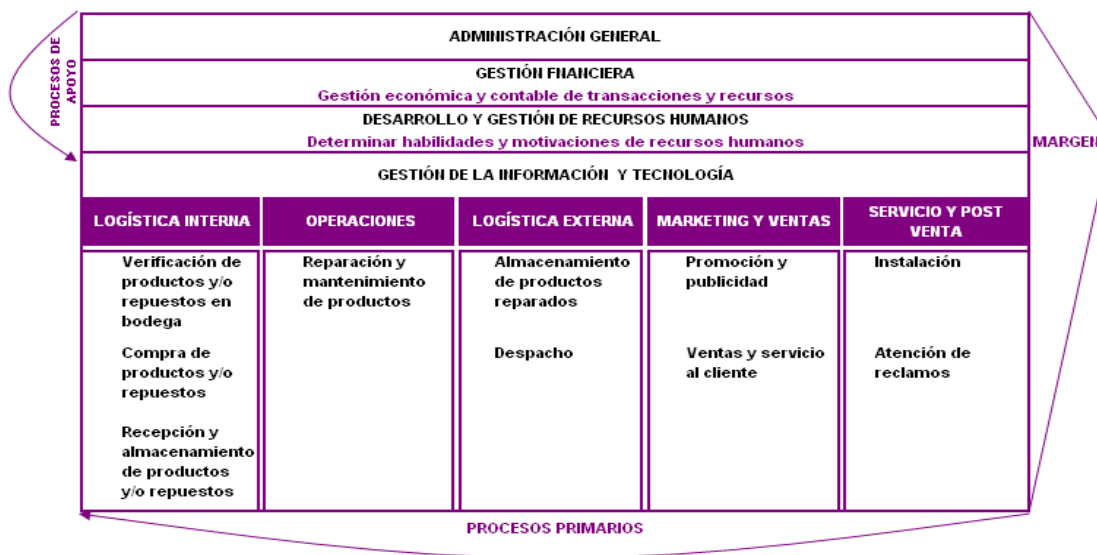 PROCESOS DE
APOYO
ADMINISTRACIÓN GENERAL
GESTIÓN FNANCIERA
Gestión económica y contable de transacciones y recursos
DESARROLLO Y GESTIÓN DE RECURSOS HUMANOS
Determinar habilidades y motivaciones de recursos humanos
GESTIÓN DE LA INFORMACIÓN Y TECNOLOGÍA
MARGEN
LOGÍSTICA INTERNA
Verificación de
productos y/o
repuestos en
bodega
Compra de
productos y/o
repuestos
Recepción y
almacenamiento
de productos
y/o repuestos
OPERACIONES
Reparación y
mantenimiento
de productos
LOGÍSTICA EXTERNA
Almacenamiento
de productos
reparados
Despacho
MARKETING Y VENTAS
Promoción y
publicidad
Ventas y servicio
al cliente
SERVICIO Y POST
VENTA
Instalación
Atención de
reclamos
PROCESOS PRIMARIOS